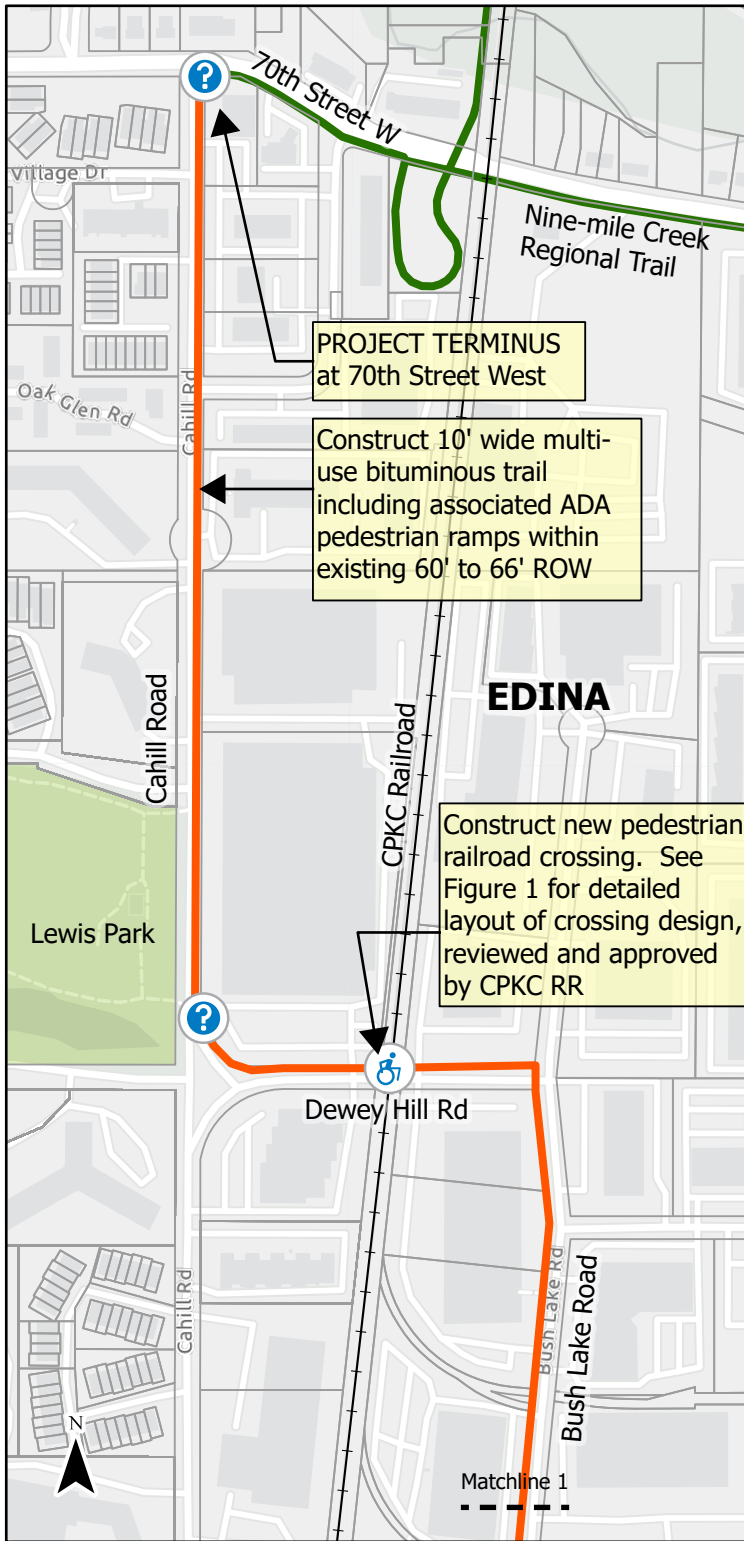 ?
70th Street W
Village Dr
Nine-mile Creek
Regional Trail
PROJECT TERMINUS
at 70th Street West
Oak Glen Rd
Cahill Rd
Construct 10' wide multi-
use bituminous trail
including associated ADA
pedestrian ramps within
existing 60' to 66' ROW
EDINA
Cahill Road
CPKC Railroad
Construct new pedestrian
railroad crossing.  See
Figure 1 for detailed
layout of crossing design,
reviewed and approved
by CPKC RR
Lewis Park
?
Dewey Hill Rd
Cahill Rd
Bush Lake Rd
Bush Lake Road
N
Matchline 1